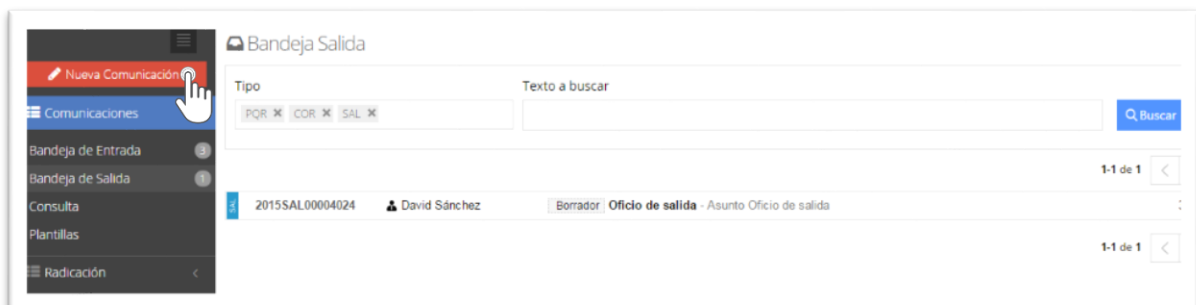 Bandeja Salida
Nueva Comunicación
Tipo
Texto a buscar
PQR × COR × SAL ×
Buscar
Comunicaciones
Bandeja de Entrada 3
Bandeja de Salida 1
Consulta
Plantillas
Radicación
1-1 de 1
SAL 2015SAL00004024 David Sánchez Borrador Oficio de salida - Asunto Oficio de salida
1-1 de 1